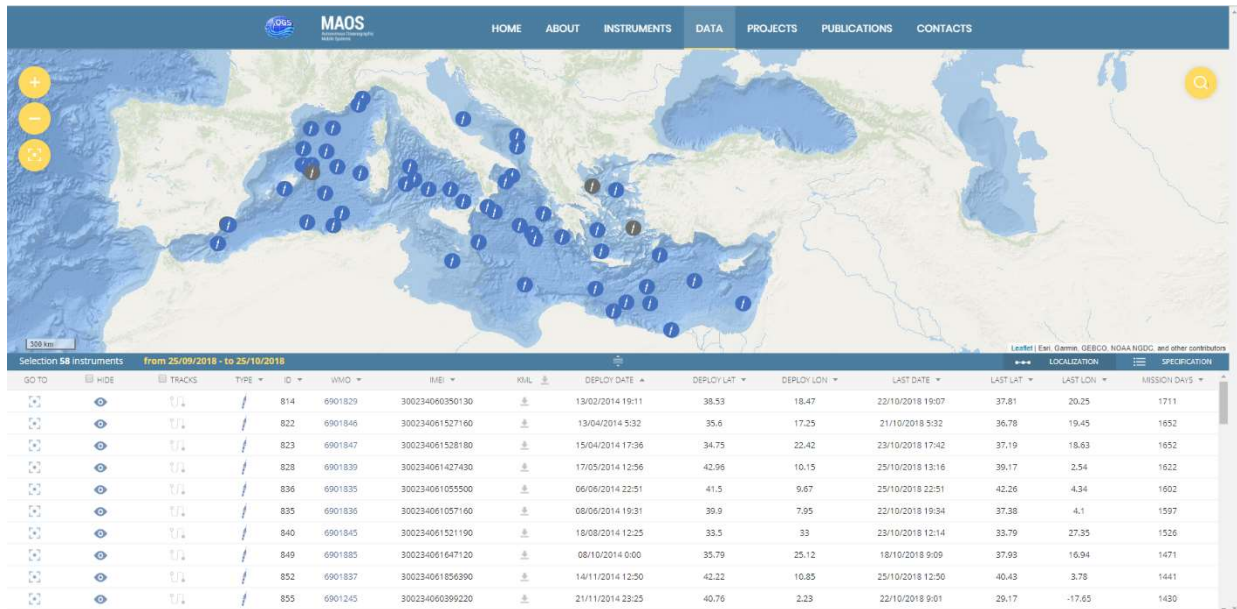 OGS
MAOS
Autonomous Oceanographic
Mobile Systems
HOME ABOUT INSTRUMENTS DATA PROJECTS PUBLICATIONS CONTACTS
+
−
300 km
Leaflet | Esri, Garmin, GEBCO, NOAA NGDC, and other contributors
Selection 58 instruments from 25/09/2018 - to 25/10/2018 LOCALIZATION SPECIFICATION
GO TO HIDE TRACKS TYPE ID WMO IMEI KML DEPLOY DATE DEPLOY LAT DEPLOY LON LAST DATE LAST LAT LAST LON MISSION DAYS
814 6901829 300234060350130 13/02/2014 19:11 38.53 18.47 22/10/2018 19:07 37.81 20.25 1711
822 6901846 300234061527160 13/04/2014 5:32 35.6 17.25 21/10/2018 5:32 36.78 19.45 1652
823 6901847 300234061528180 15/04/2014 17:36 34.75 22.42 23/10/2018 17:42 37.19 18.63 1652
828 6901839 300234061427430 17/05/2014 12:56 42.96 10.15 25/10/2018 13:16 39.17 2.54 1622
836 6901835 300234061055500 06/06/2014 22:51 41.5 9.67 25/10/2018 22:51 42.26 4.34 1602
835 6901836 300234061057160 08/06/2014 19:31 39.9 7.95 22/10/2018 19:34 37.38 4.1 1597
840 6901845 300234061521190 18/08/2014 12:25 33.5 33 23/10/2018 12:14 33.79 27.35 1526
849 6901885 300234061647120 08/10/2014 0:00 35.79 25.12 18/10/2018 9:09 37.93 16.94 1471
852 6901837 300234061856390 14/11/2014 12:50 42.22 10.85 25/10/2018 12:50 40.43 3.78 1441
855 6901245 300234060399220 21/11/2014 23:25 40.76 2.23 22/10/2018 9:01 29.17 -17.65 1430